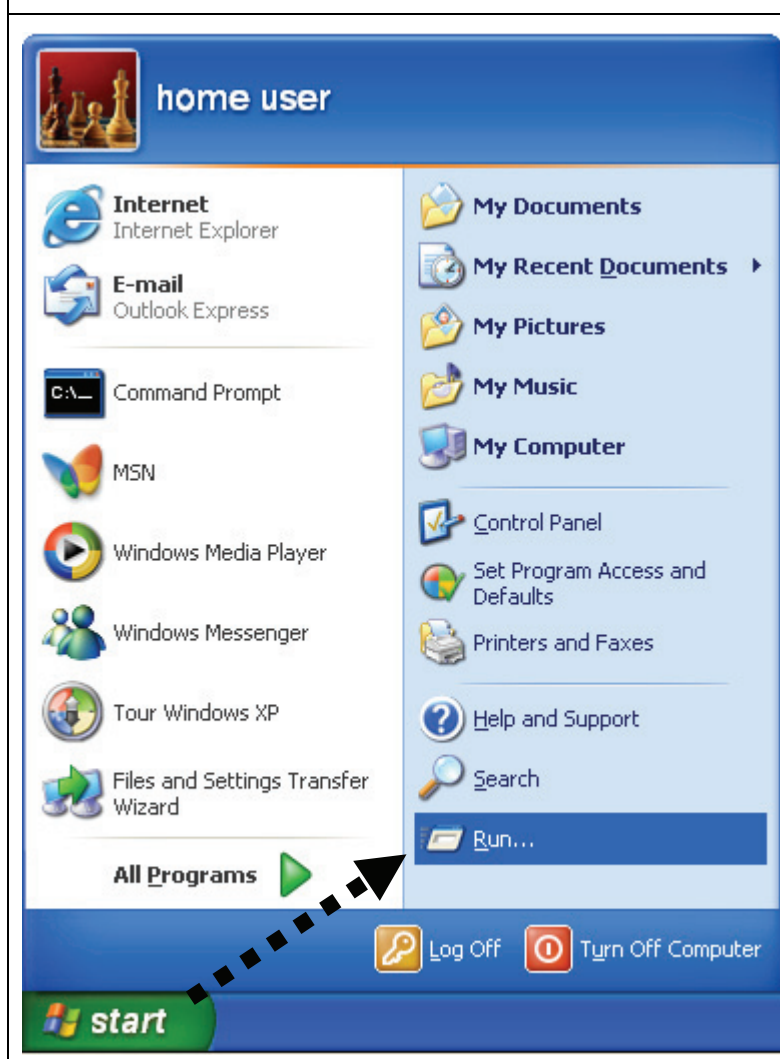 home user
Internet
Internet Explorer
E-mail
Outlook Express
C:\_
Command Prompt
MSN
Windows Media Player
Windows Messenger
Tour Windows XP
Files and Settings Transfer
Wizard
All Programs
My Documents
My Recent Documents
My Pictures
My Music
My Computer
Control Panel
Set Program Access and
Defaults
Printers and Faxes
Help and Support
Search
Run...
Log Off
Turn Off Computer
start